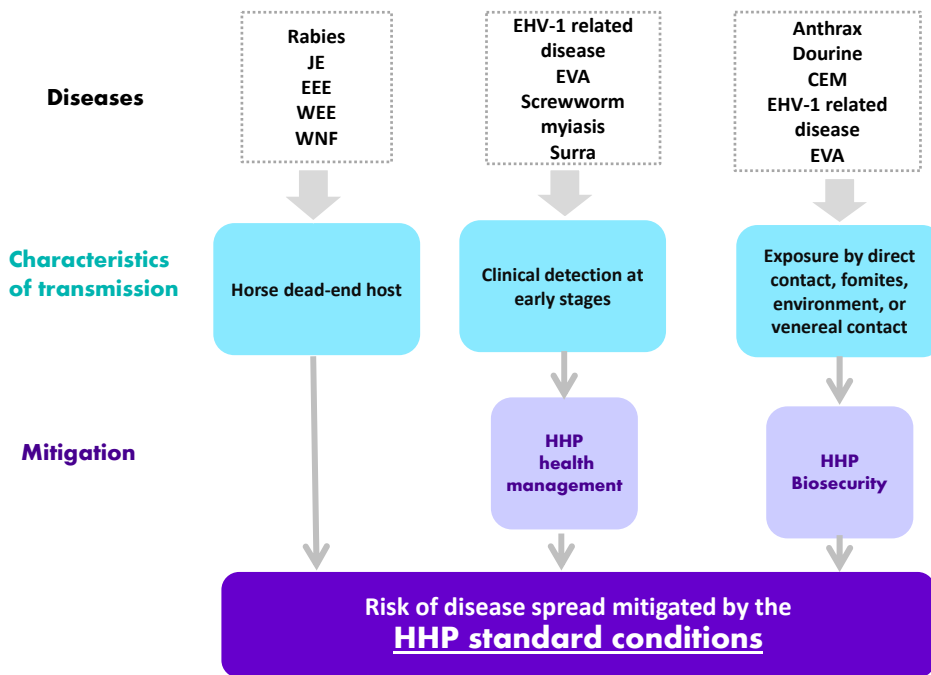 Diseases
Rabies
JE
EEE
WEE
WNF
EHV-1 related
disease
EVA
Screwworm
myiasis
Surra
Anthrax
Dourine
CEM
EHV-1 related
disease
EVA
Characteristics
of transmission
Horse dead-end host
Clinical detection at
early stages
Exposure by direct
contact, fomites,
environment, or
venereal contact
Mitigation
HHP
health
management
HHP
Biosecurity
Risk of disease spread mitigated by the
HHP standard conditions